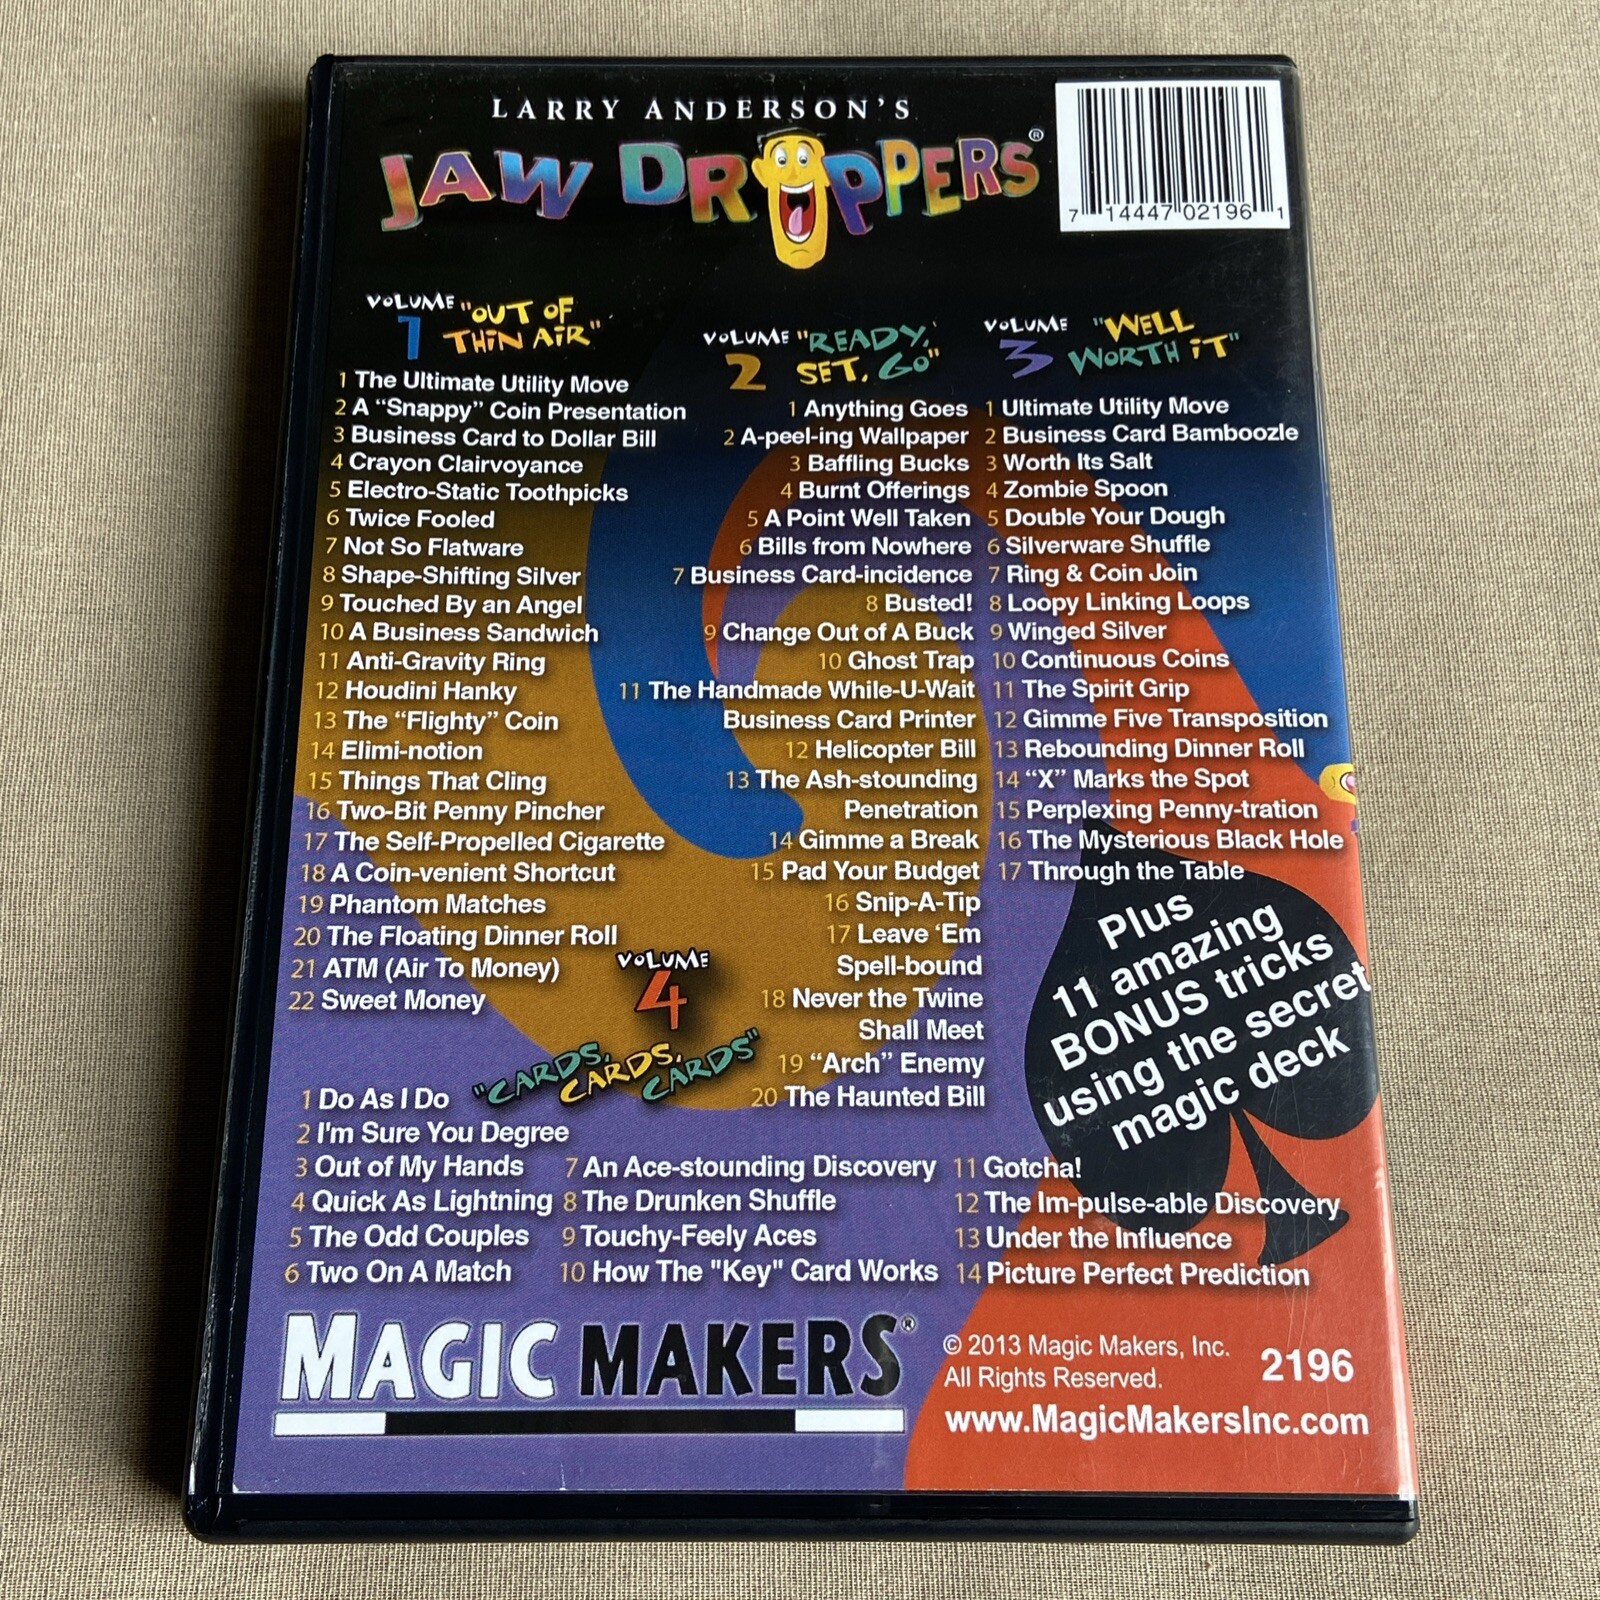 LARRY ANDERSON'S
JAW DROPPERS®
7 14447 02196 1
VOLUME 1 "OUT OF
THIN AIR"
1 The Ultimate Utility Move
2 A “Snappy” Coin Presentation
3 Business Card to Dollar Bill
4 Crayon Clairvoyance
5 Electro-Static Toothpicks
6 Twice Fooled
7 Not So Flatware
8 Shape-Shifting Silver
9 Touched By an Angel
10 A Business Sandwich
11 Anti-Gravity Ring
12 Houdini Hanky
13 The “Flighty” Coin
14 Elimi-notion
15 Things That Cling
16 Two-Bit Penny Pincher
17 The Self-Propelled Cigarette
18 A Coin-venient Shortcut
19 Phantom Matches
20 The Floating Dinner Roll
21 ATM (Air To Money)
22 Sweet Money
VOLUME 2 "READY,
SET, GO"
1 Anything Goes
2 A-peel-ing Wallpaper
3 Baffling Bucks
4 Burnt Offerings
5 A Point Well Taken
6 Bills from Nowhere
7 Business Card-incidence
8 Busted!
9 Change Out of A Buck
10 Ghost Trap
11 The Handmade While-U-Wait
Business Card Printer
12 Helicopter Bill
13 The Ash-stounding
Penetration
14 Gimme a Break
15 Pad Your Budget
16 Snip-A-Tip
17 Leave ‘Em
Spell-bound
18 Never the Twine
Shall Meet
19 “Arch” Enemy
20 The Haunted Bill
VOLUME 3 "WELL
WORTH IT"
1 Ultimate Utility Move
2 Business Card Bamboozle
3 Worth Its Salt
4 Zombie Spoon
5 Double Your Dough
6 Silverware Shuffle
7 Ring & Coin Join
8 Loopy Linking Loops
9 Winged Silver
10 Continuous Coins
11 The Spirit Grip
12 Gimme Five Transposition
13 Rebounding Dinner Roll
14 “X” Marks the Spot
15 Perplexing Penny-tration
16 The Mysterious Black Hole
17 Through the Table
Plus
11 amazing
BONUS tricks
using the secret
magic deck
VOLUME
4
"CARDS, CARDS, CARDS"
1 Do As I Do
2 I'm Sure You Degree
3 Out of My Hands
4 Quick As Lightning
5 The Odd Couples
6 Two On A Match
7 An Ace-stounding Discovery
8 The Drunken Shuffle
9 Touchy-Feely Aces
10 How The "Key" Card Works
11 Gotcha!
12 The Im-pulse-able Discovery
13 Under the Influence
14 Picture Perfect Prediction
MAGIC MAKERS®
© 2013 Magic Makers, Inc.
All Rights Reserved.
2196
www.MagicMakersInc.com